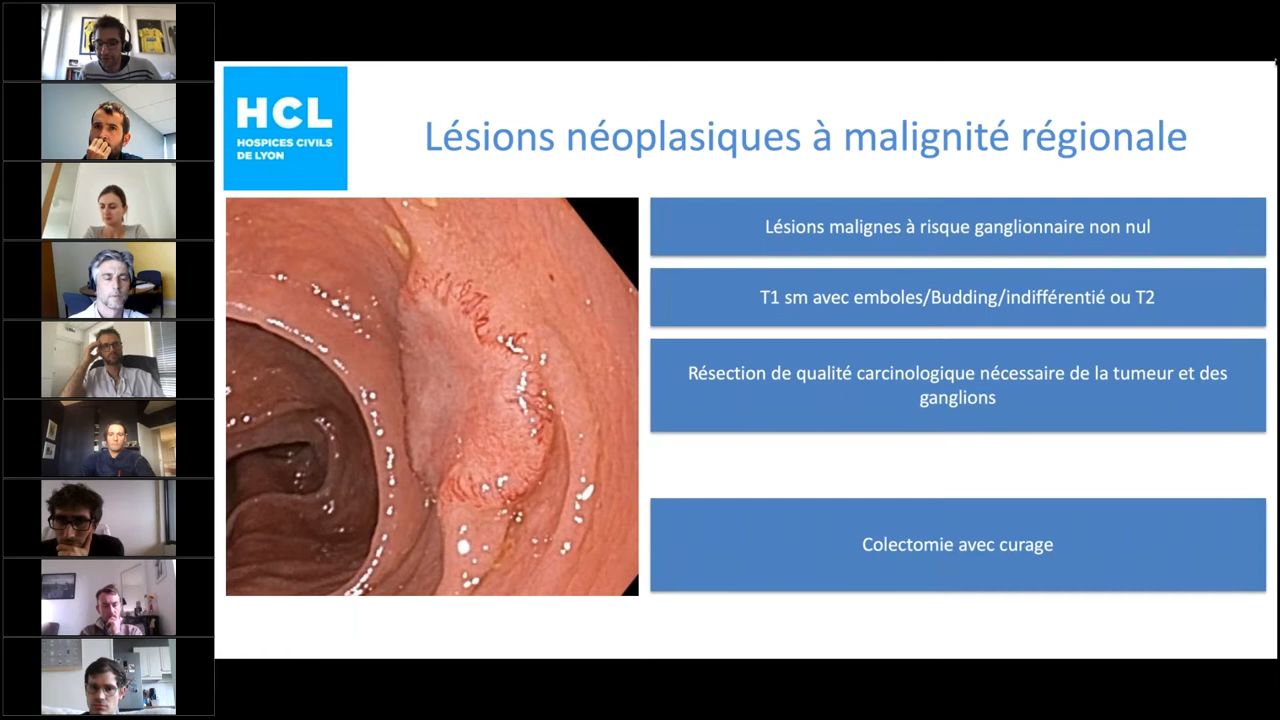 HCL
HOSPICES CIVILS
DE LYON
Lésions néoplasiques à malignité régionale
Lésions malignes à risque ganglionnaire non nul
T1 sm avec emboles/Budding/indifférentié ou T2
Résection de qualité carcinologique nécessaire de la tumeur et des
ganglions
Colectomie avec curage